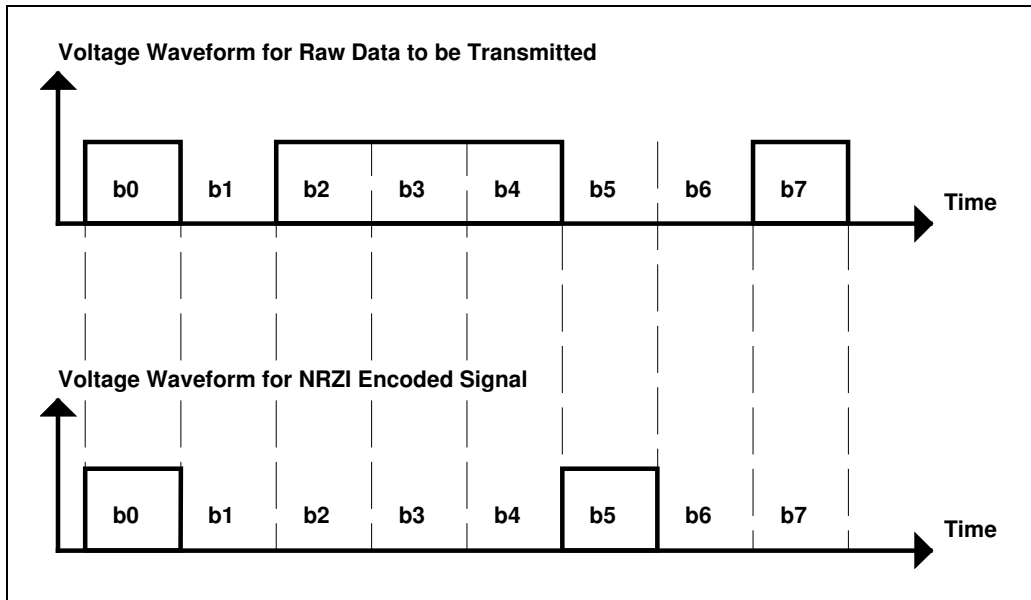 Voltage Waveform for Raw Data to be Transmitted
b0 b1 b2 b3 b4 b5 b6 b7
Time
Voltage Waveform for NRZI Encoded Signal
b0 b1 b2 b3 b4 b5 b6 b7
Time